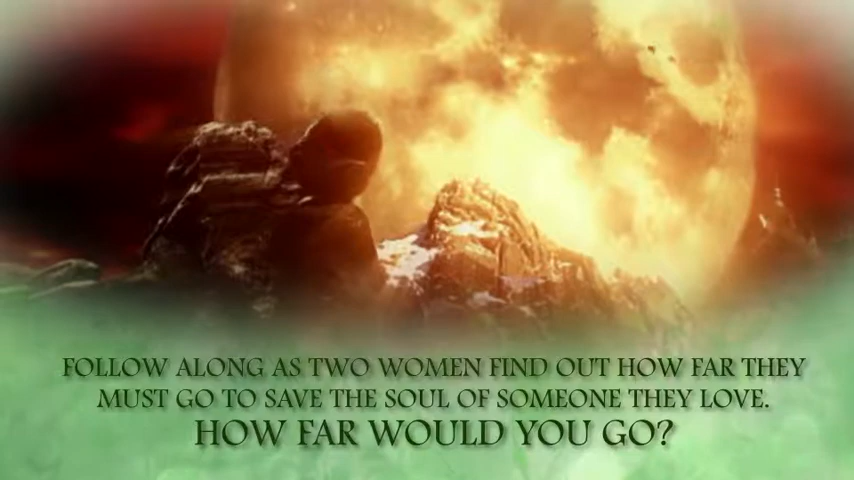 FOLLOW ALONG AS TWO WOMEN FIND OUT HOW FAR THEY
MUST GO TO SAVE THE SOUL OF SOMEONE THEY LOVE.
HOW FAR WOULD YOU GO?